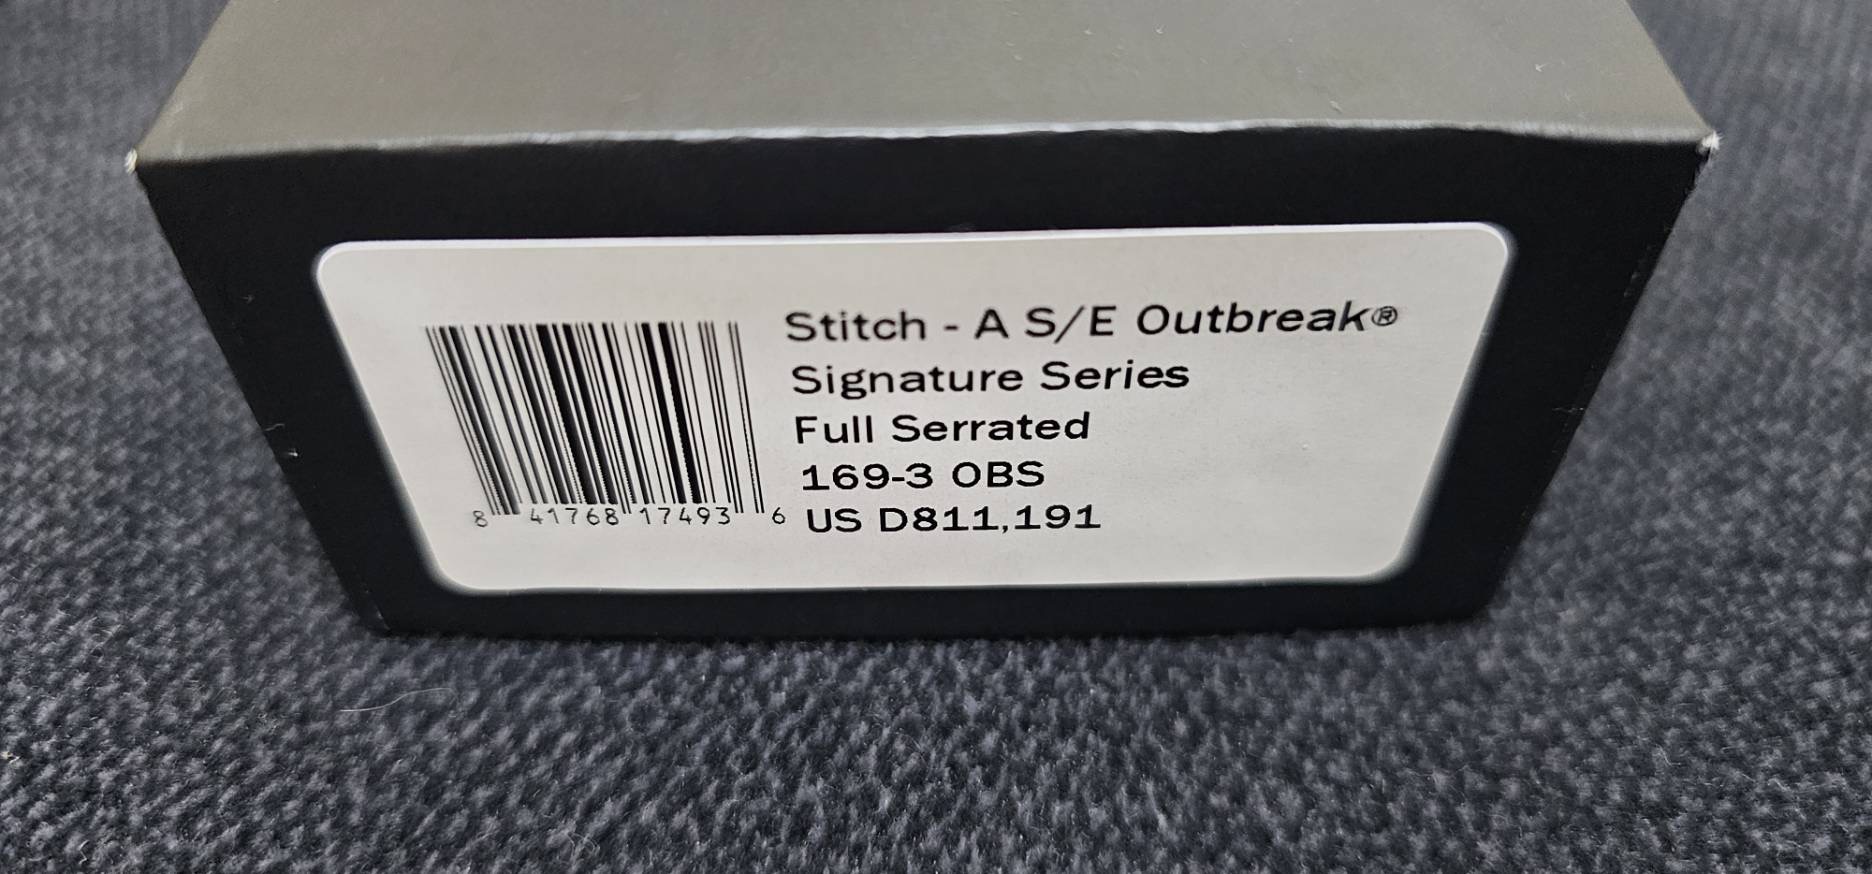 Stitch - A S/E Outbreak®
Signature Series
Full Serrated
169-3 OBS
US D811,191
8 41768 17493 6